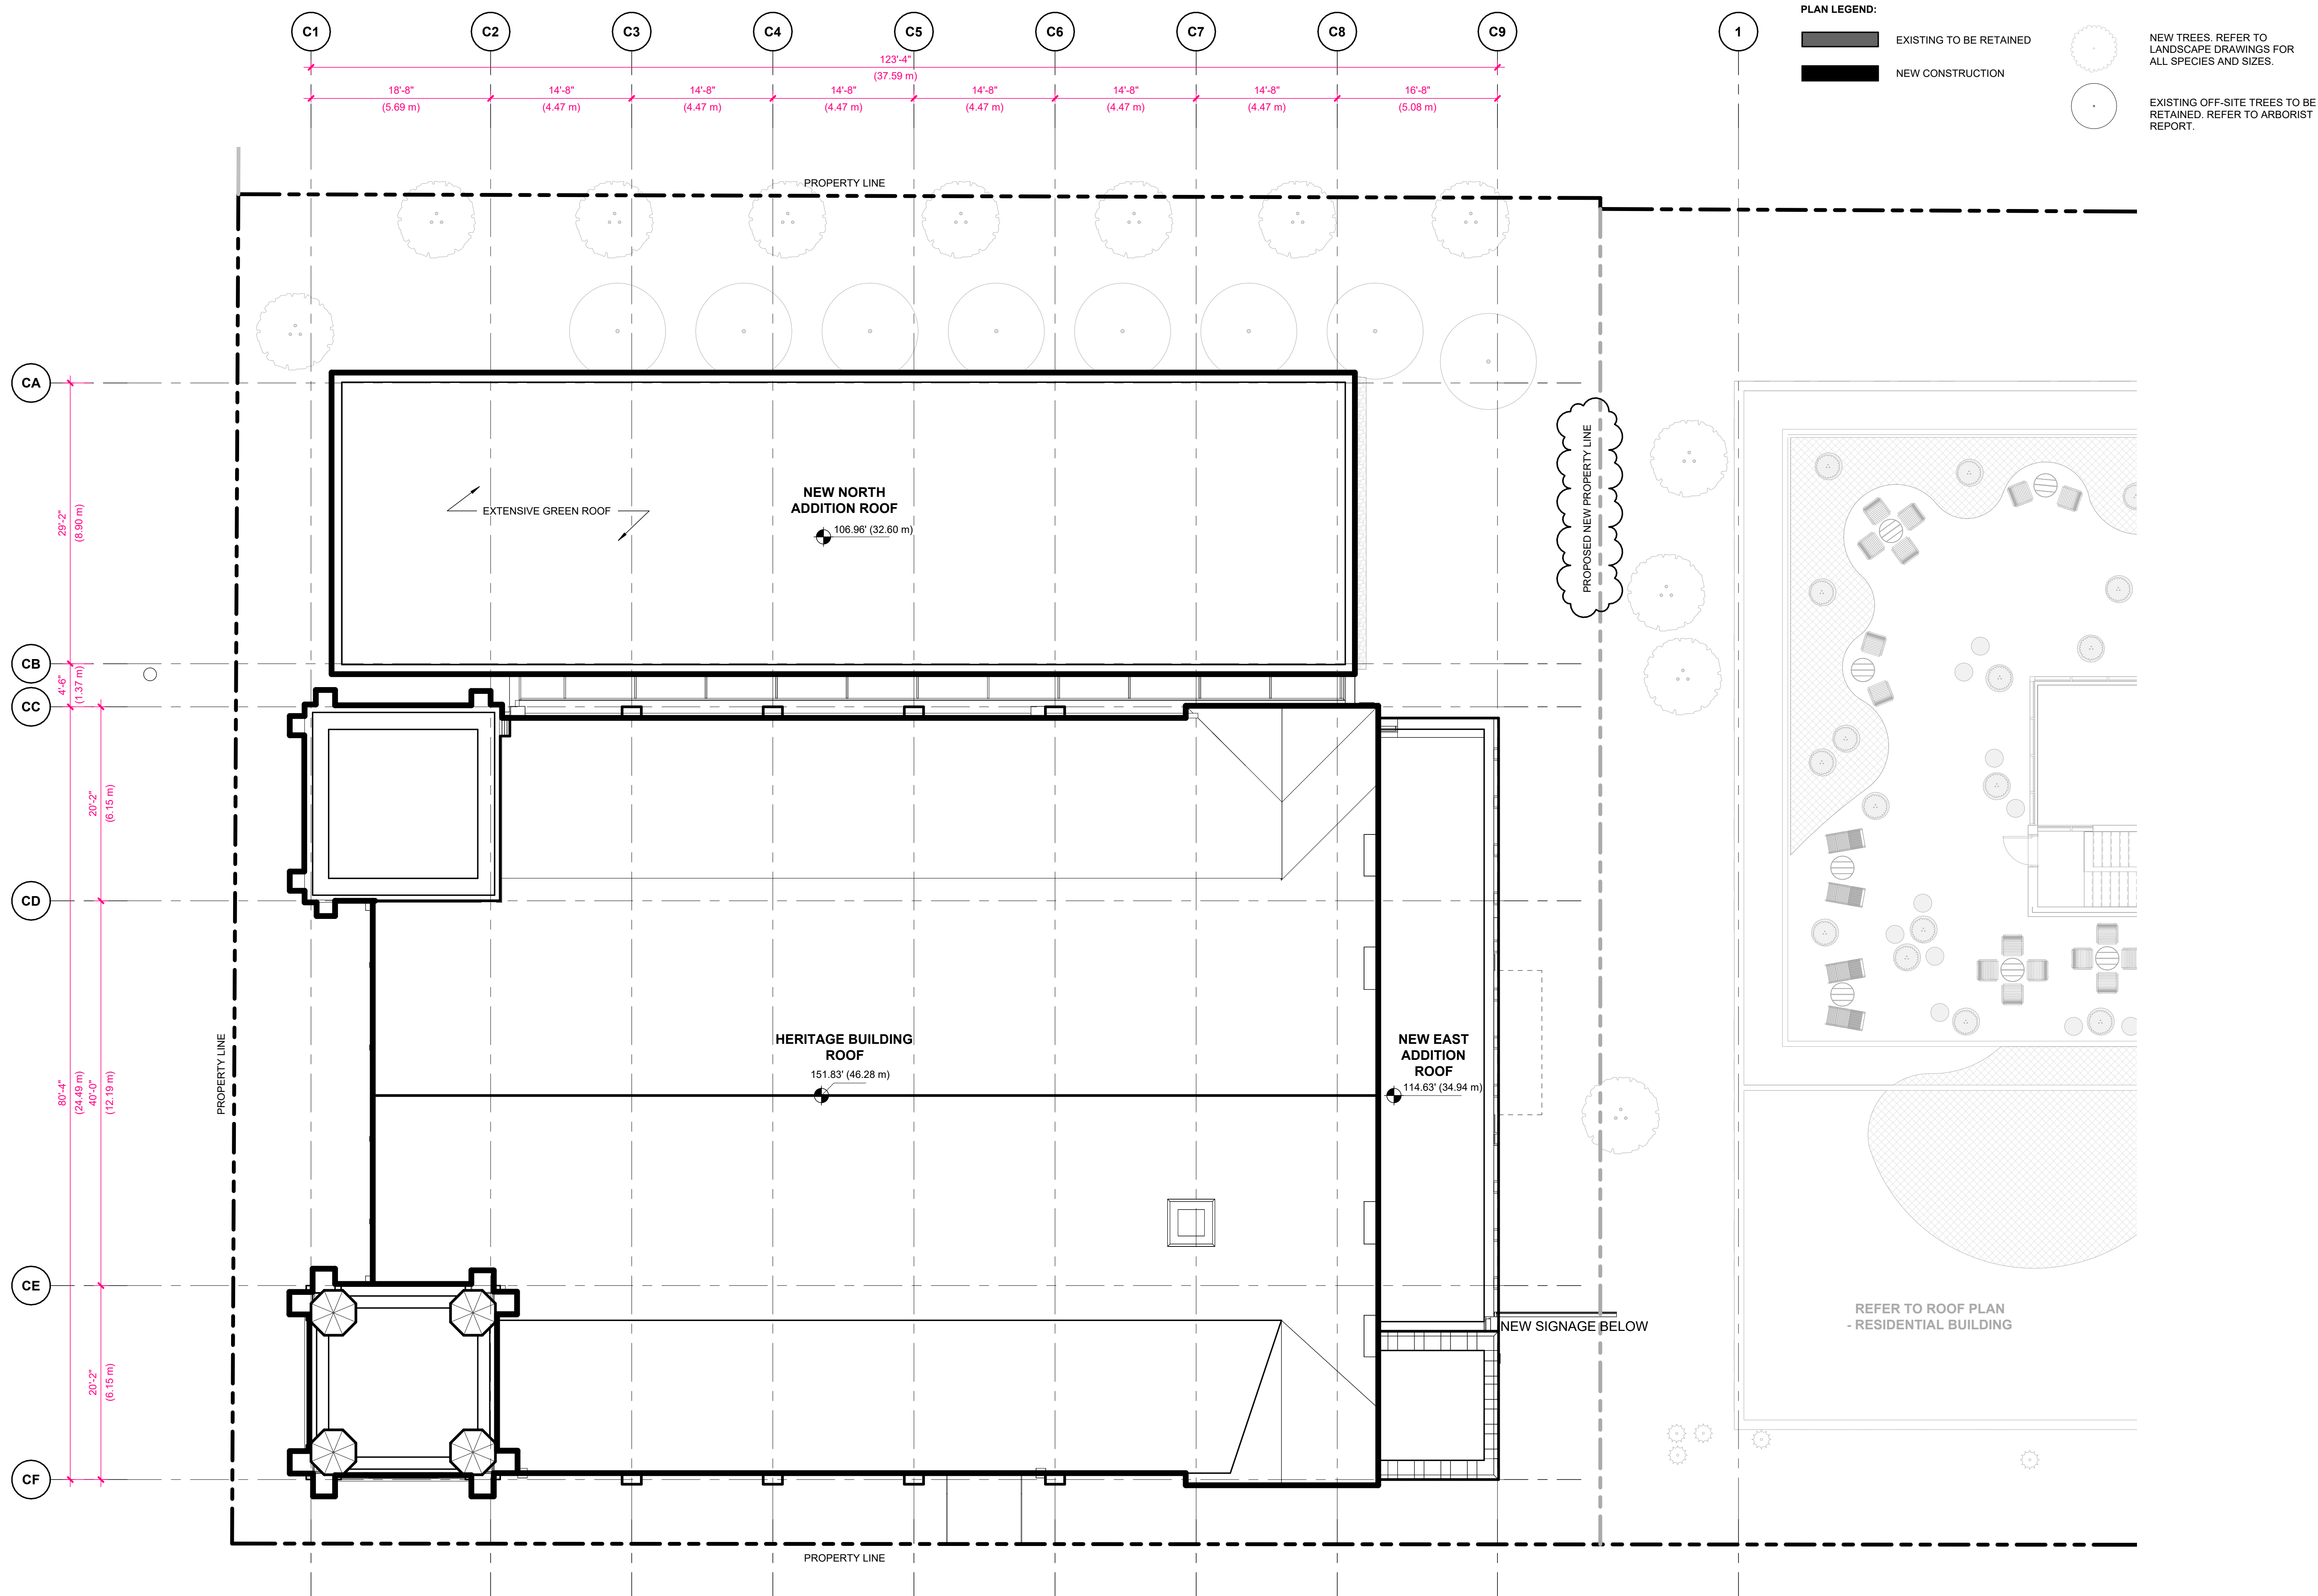 C1 C2 C3 C4 C5 C6 C7 C8 C9 1
PLAN LEGEND:
EXISTING TO BE RETAINED
NEW CONSTRUCTION
NEW TREES. REFER TO
LANDSCAPE DRAWINGS FOR
ALL SPECIES AND SIZES.
EXISTING OFF-SITE TREES TO BE
RETAINED. REFER TO ARBORIST
REPORT.
123'-4"
(37.59 m)
18'-8" 14'-8" 14'-8" 14'-8" 14'-8" 14'-8" 14'-8" 16'-8"
(5.69 m) (4.47 m) (4.47 m) (4.47 m) (4.47 m) (4.47 m) (4.47 m) (5.08 m)
PROPERTY LINE
CA
29'-2"
(8.90 m)
CB
4'-6"
(1.37 m)
CC
20'-2"
(6.15 m)
CD
80'-4"
(24.49 m)
40'-0"
(12.19 m)
CE
20'-2"
(6.15 m)
CF
EXTENSIVE GREEN ROOF
NEW NORTH
ADDITION ROOF
106.96' (32.60 m)
PROPOSED NEW PROPERTY LINE
PROPERTY LINE
HERITAGE BUILDING
ROOF
151.83' (46.28 m)
NEW EAST
ADDITION
ROOF
114.63' (34.94 m)
NEW SIGNAGE BELOW
REFER TO ROOF PLAN
- RESIDENTIAL BUILDING
PROPERTY LINE